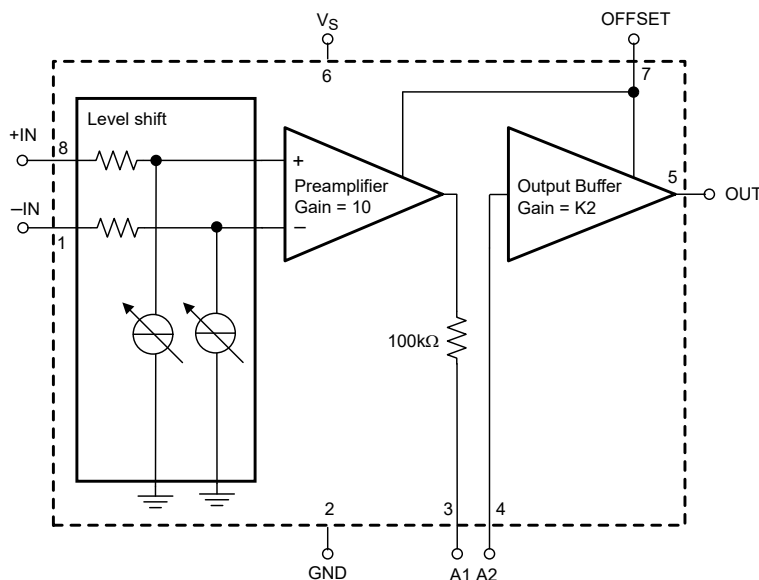 VS
OFFSET
6
7
Level shift
+IN
8
+
Preamplifier
Gain = 10
Output Buffer
Gain = K2
5
OUT
–IN
1
–
100kΩ
2
3
4
GND
A1 A2